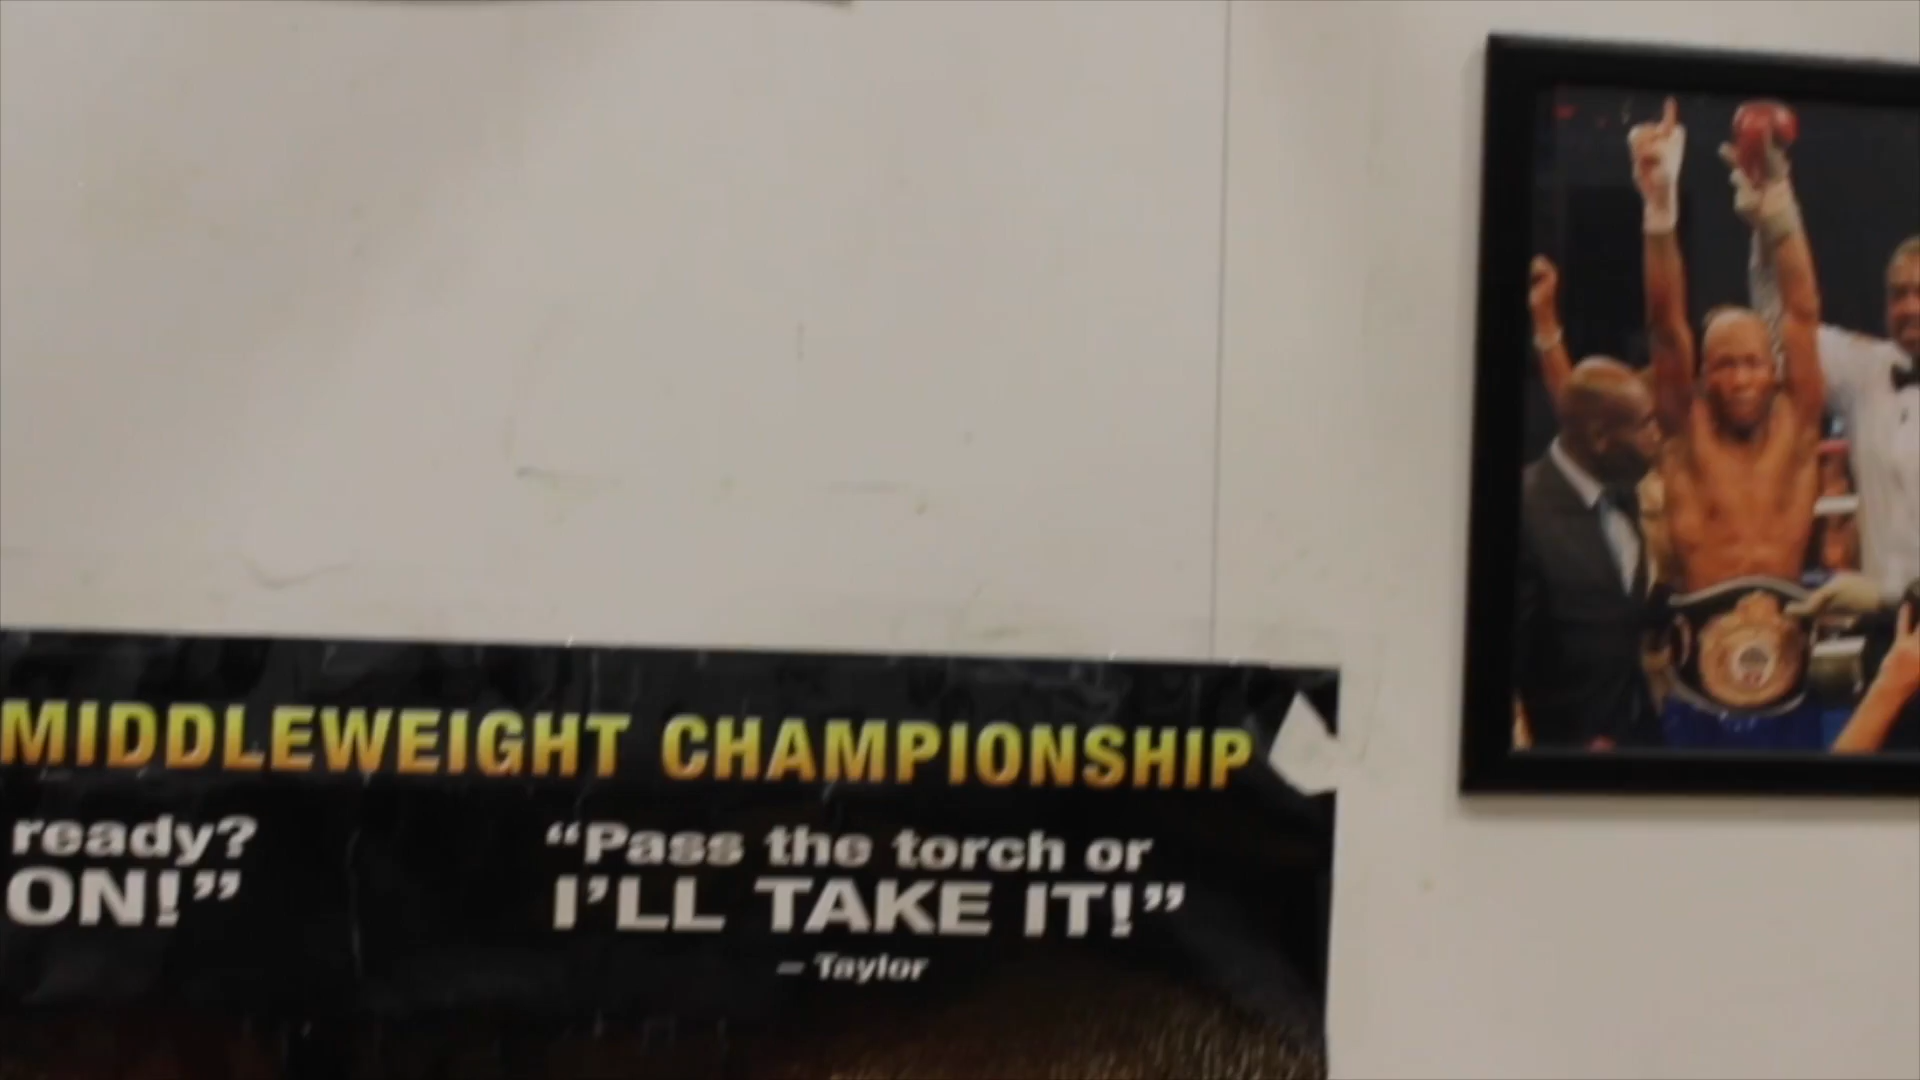 MIDDLEWEIGHT CHAMPIONSHIP
ready?
ON!”
“Pass the torch or
I’LL TAKE IT!”
– Taylor